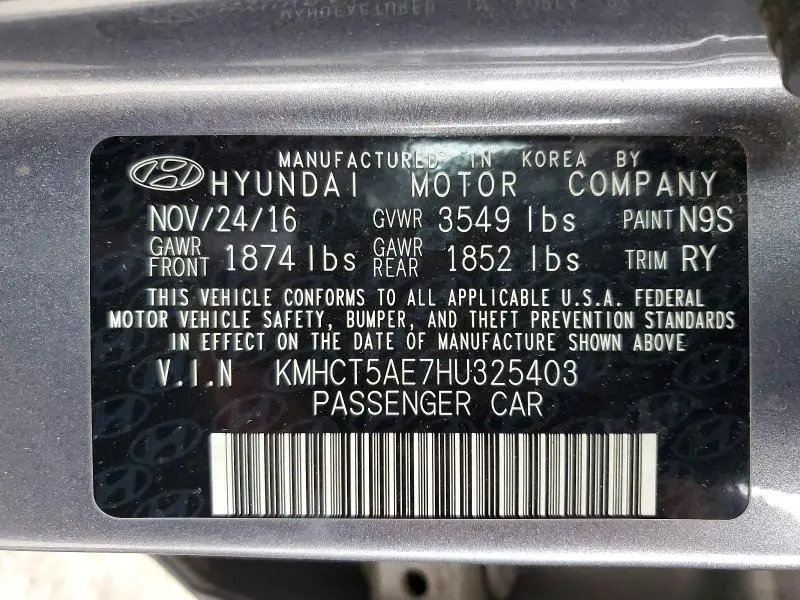 MANUFACTURED IN KOREA BY
HYUNDAI MOTOR COMPANY
NOV/24/16 GVWR 3549 lbs PAINT N9S
GAWR FRONT 1874 lbs GAWR REAR 1852 lbs TRIM RY
THIS VEHICLE CONFORMS TO ALL APPLICABLE U.S.A. FEDERAL
MOTOR VEHICLE SAFETY, BUMPER, AND THEFT PREVENTION STANDARDS
IN EFFECT ON THE DATE OF MANUFACTURE SHOWN ABOVE
V.I.N KMHCT5AE7HU325403
PASSENGER CAR